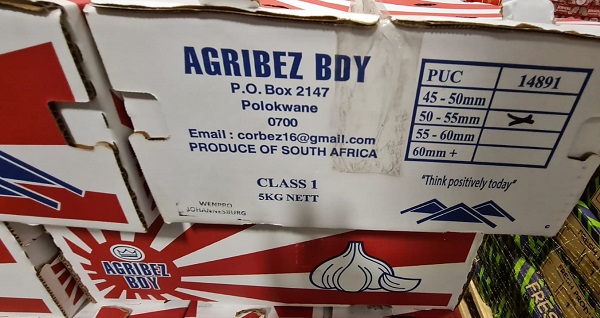 AGRIBEZ BDY
P.O. Box 2147
Polokwane
0700
Email : corbez16@gmail.com
PRODUCE OF SOUTH AFRICA
CLASS 1
5KG NETT
WENPRO
JOHANNESBURG
PUC 14891
45 - 50mm
50 - 55mm X
55 - 60mm
60mm +
"Think positively today"
AGRIBEZ
BDY
FRES